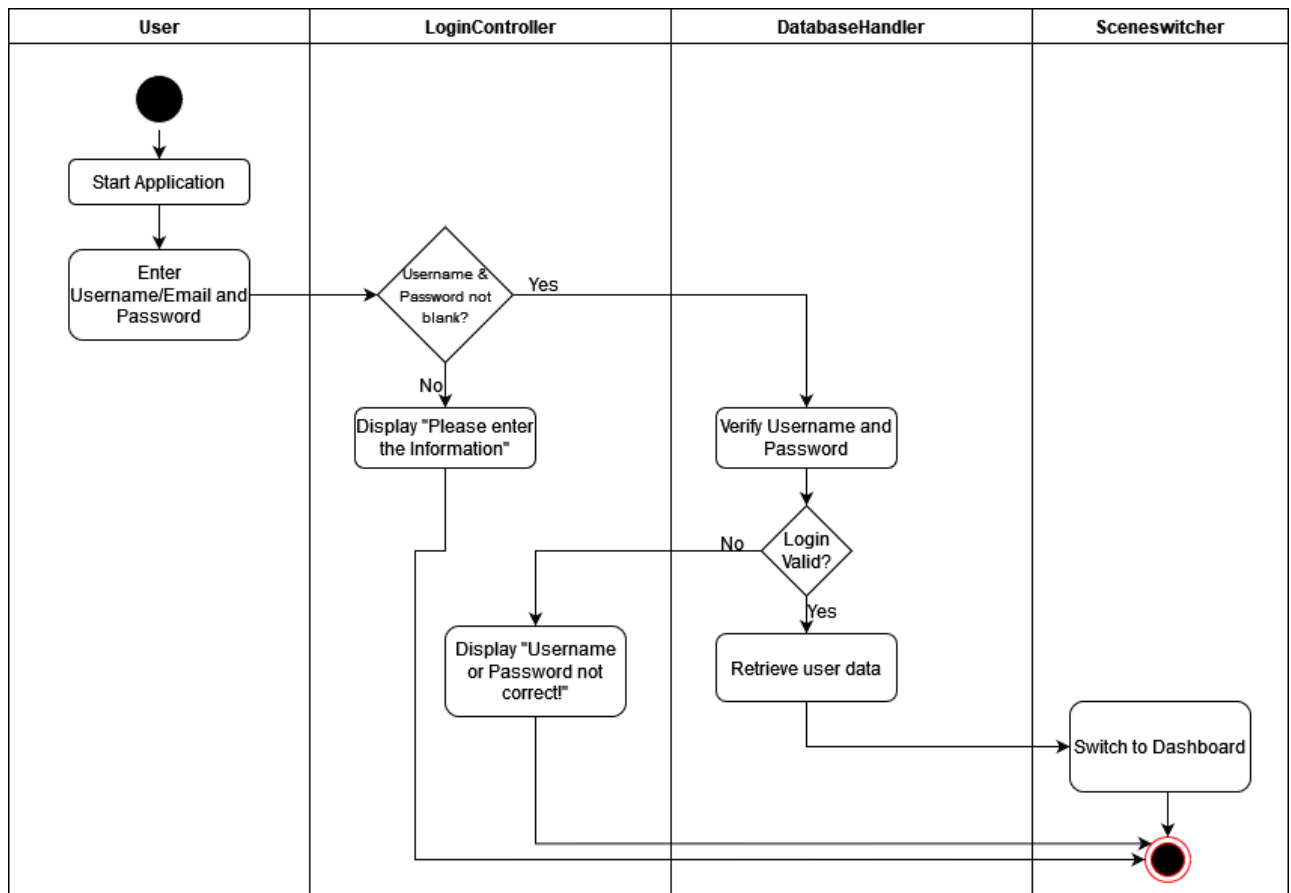 User
LoginController
DatabaseHandler
Sceneswitcher
Start Application
Enter
Username/Email and
Password
Username &
Password not
blank?
Yes
No
Display "Please enter
the Information"
Verify Username and
Password
Login
Valid?
No
Yes
Display "Username
or Password not
correct!"
Retrieve user data
Switch to Dashboard